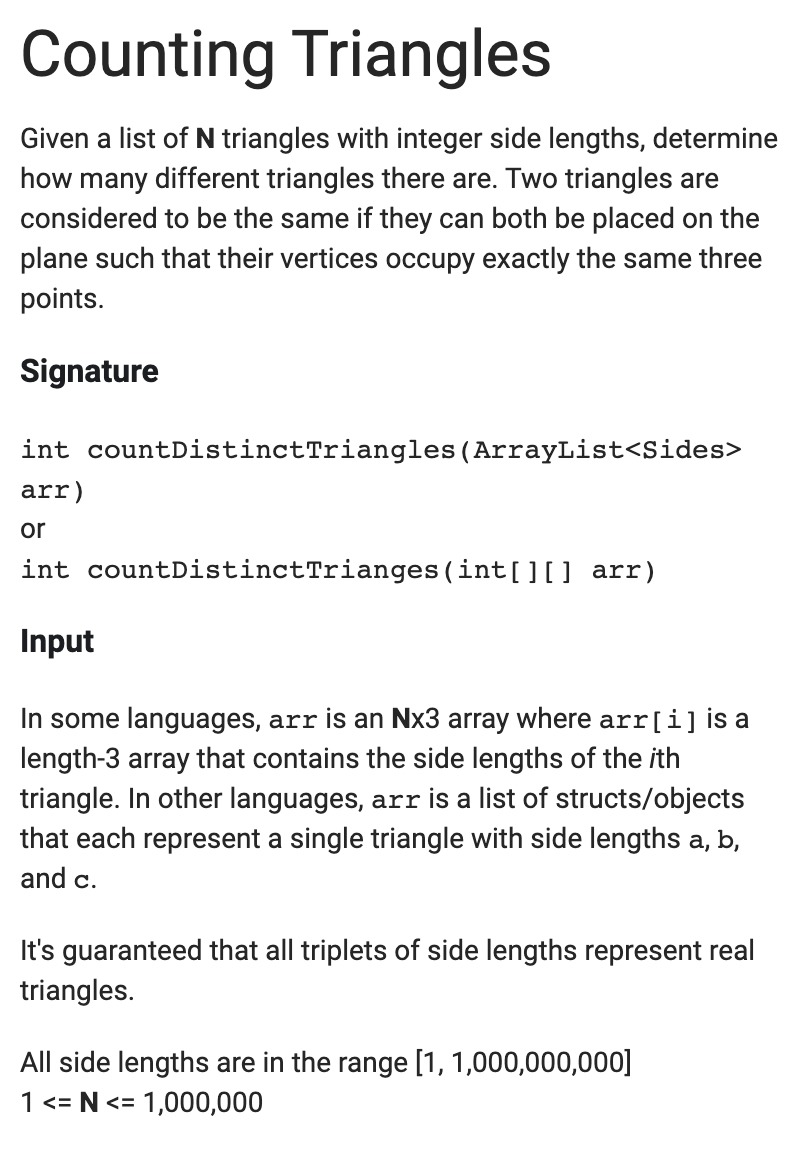 Counting Triangles
Given a list of N triangles with integer side lengths, determine
how many different triangles there are. Two triangles are
considered to be the same if they can both be placed on the
plane such that their vertices occupy exactly the same three
points.
Signature
int countDistinctTriangles(ArrayList<Sides>
arr)
or
int countDistinctTrianges(int[][] arr)
Input
In some languages, arr is an Nx3 array where arr[i] is a
length-3 array that contains the side lengths of the ith
triangle. In other languages, arr is a list of structs/objects
that each represent a single triangle with side lengths a, b,
and c.
It's guaranteed that all triplets of side lengths represent real
triangles.
All side lengths are in the range [1, 1,000,000,000]
1 <= N <= 1,000,000